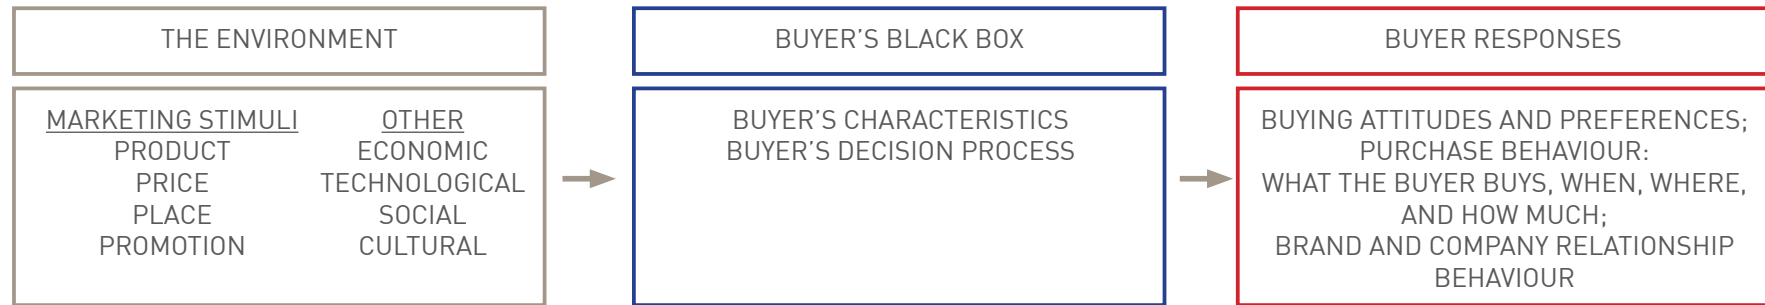 THE ENVIRONMENT
MARKETING STIMULI
PRODUCT
PRICE
PLACE
PROMOTION
OTHER
ECONOMIC
TECHNOLOGICAL
SOCIAL
CULTURAL
BUYER’S BLACK BOX
BUYER’S CHARACTERISTICS
BUYER’S DECISION PROCESS
BUYER RESPONSES
BUYING ATTITUDES AND PREFERENCES;
PURCHASE BEHAVIOUR:
WHAT THE BUYER BUYS, WHEN, WHERE,
AND HOW MUCH;
BRAND AND COMPANY RELATIONSHIP
BEHAVIOUR